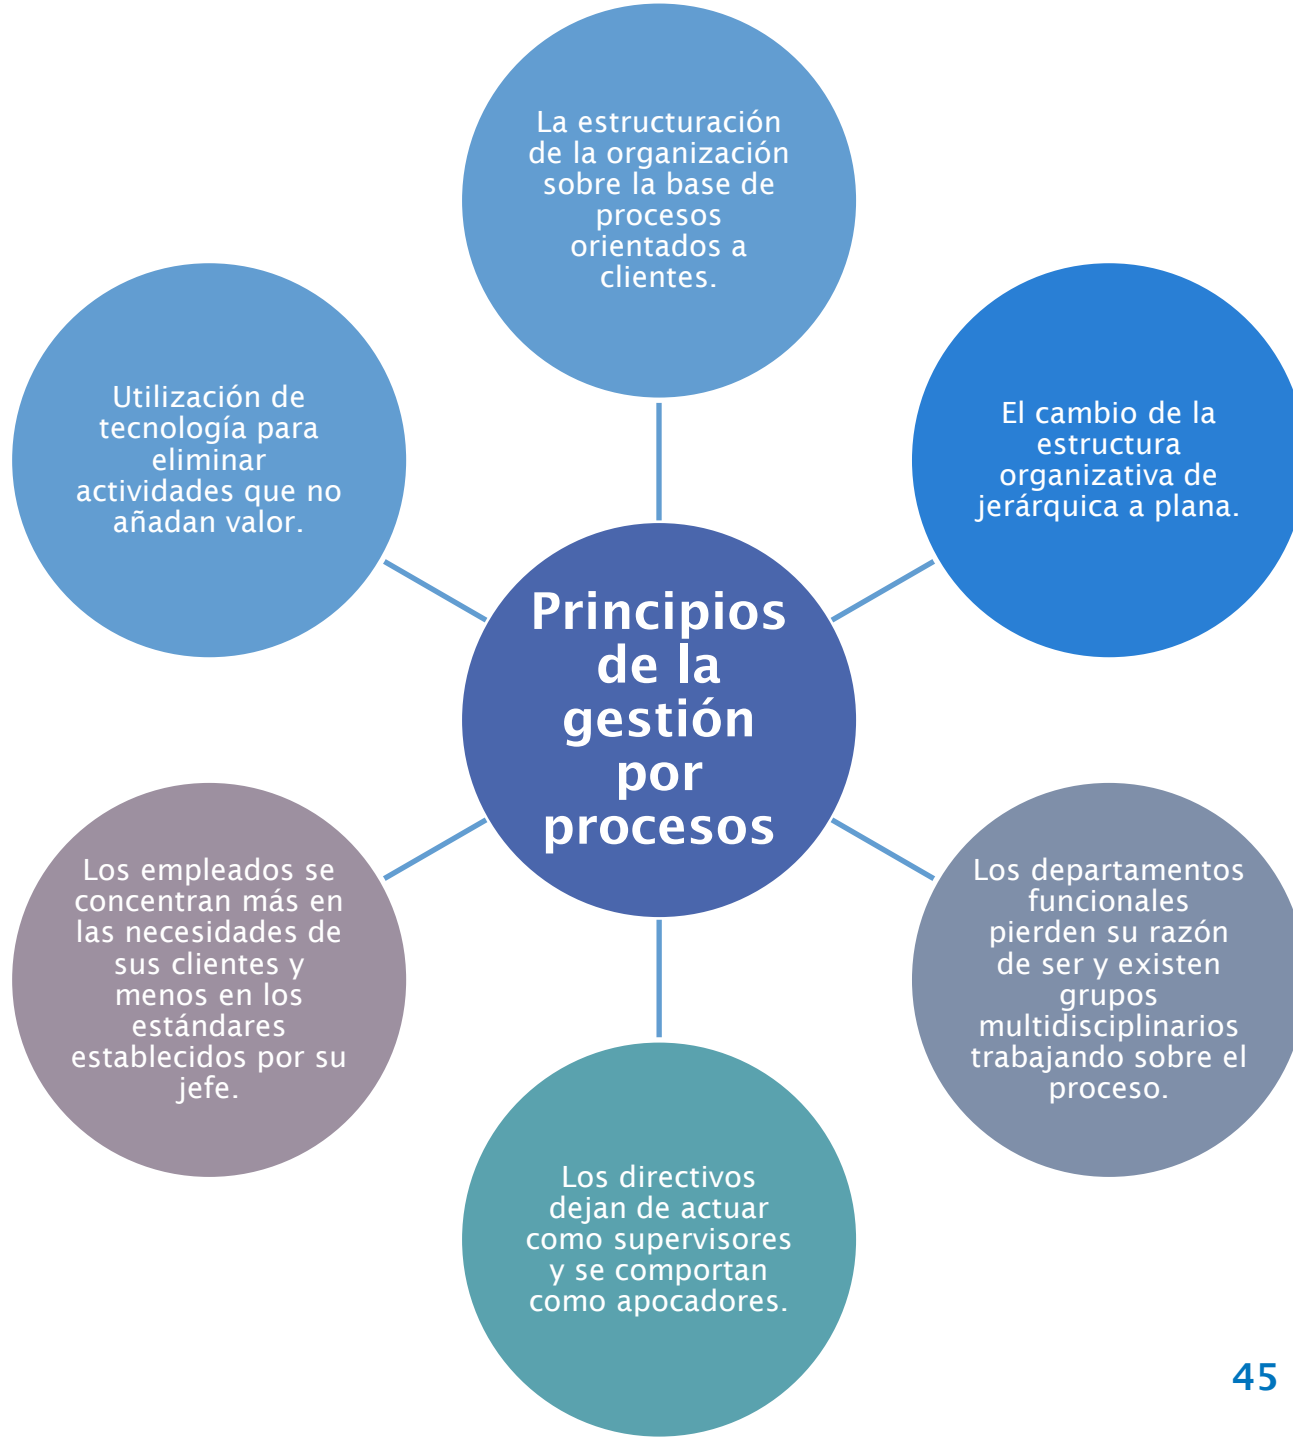 La estructuración
de la organización
sobre la base de
procesos
orientados a
clientes.
El cambio de la
estructura
organizativa de
jerárquica a plana.
Los departamentos
funcionales
pierden su razón
de ser y existen
grupos
multidisciplinarios
trabajando sobre el
proceso.
Los directivos
dejan de actuar
como supervisores
y se comportan
como apocadores.
Los empleados se
concentran más en
las necesidades de
sus clientes y
menos en los
estándares
establecidos por su
jefe.
Utilización de
tecnología para
eliminar
actividades que no
añadan valor.
Principios
de la
gestión
por
procesos
45